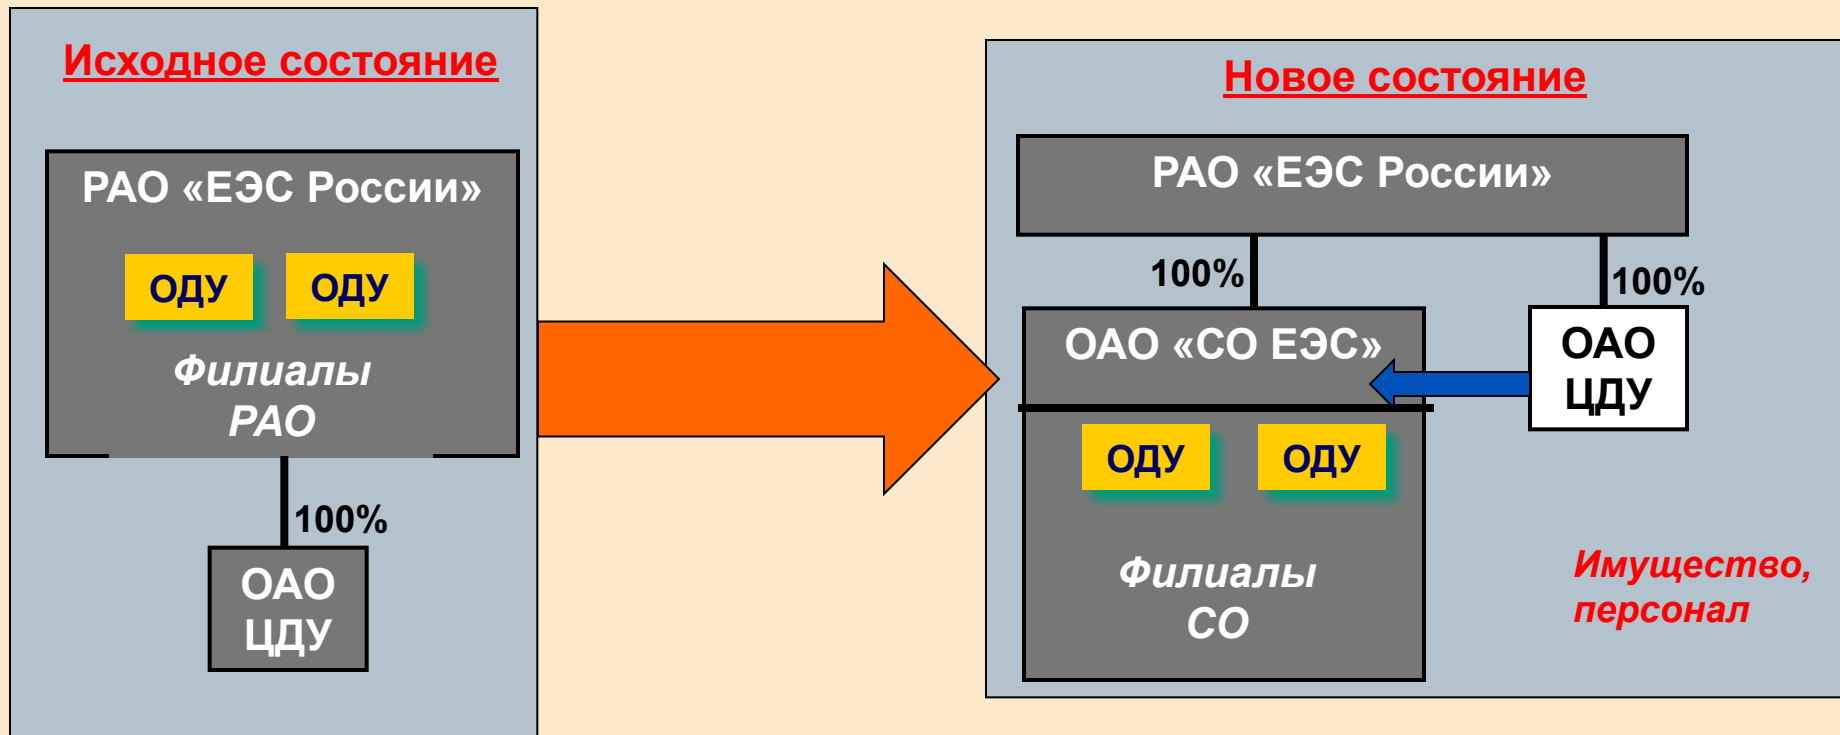 Исходное состояние
РАО «ЕЭС России»
ОДУ
ОДУ
Филиалы
РАО
100%
ОАО
ЦДУ
Новое состояние
РАО «ЕЭС России»
100%
100%
ОАО «СО ЕЭС»
ОАО
ЦДУ
ОДУ
ОДУ
Филиалы
СО
Имущество,
персонал